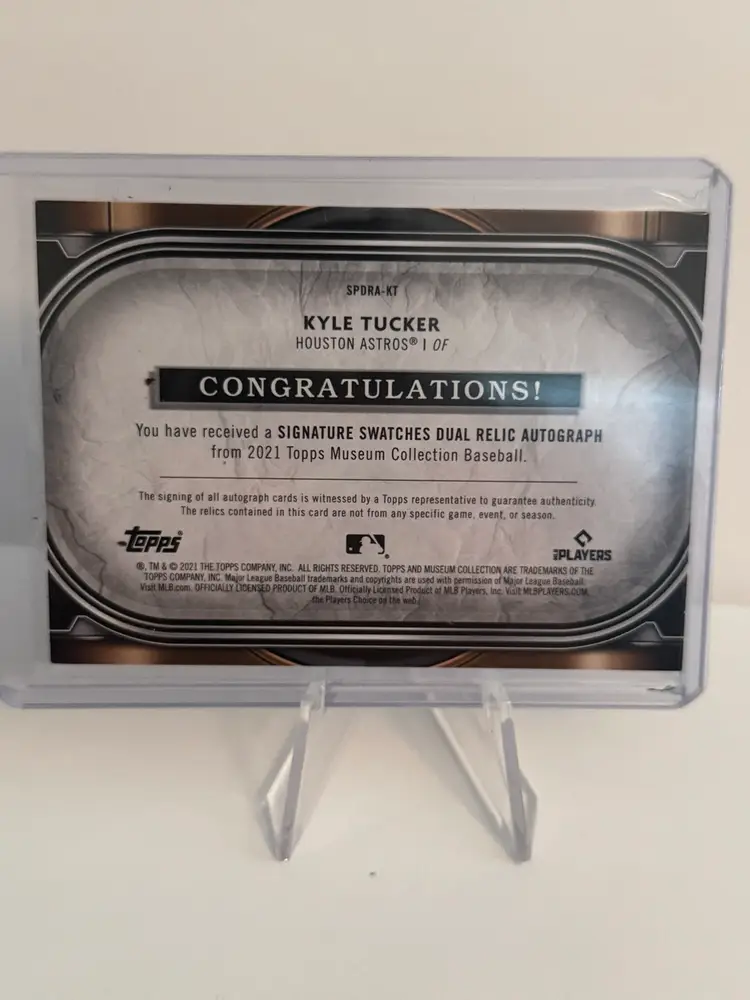 SPDRA-KT
KYLE TUCKER
HOUSTON ASTROS® | OF
CONGRATULATIONS!
You have received a SIGNATURE SWATCHES DUAL RELIC AUTOGRAPH
from 2021 Topps Museum Collection Baseball.
The signing of all autograph cards is witnessed by a Topps representative to guarantee authenticity.
The relics contained in this card are not from any specific game, event, or season.
Topps® ® PLAYERS
®, TM & © 2021 THE TOPPS COMPANY, INC. ALL RIGHTS RESERVED. TOPPS AND MUSEUM COLLECTION ARE TRADEMARKS OF THE
TOPPS COMPANY, INC. Major League Baseball trademarks and copyrights are used with permission of Major League Baseball.
Visit MLB.com. OFFICIALLY LICENSED PRODUCT OF MLB. Officially Licensed Product of MLB Players, Inc. Visit MLBPLAYERS.COM,
the Players Choice on the web.